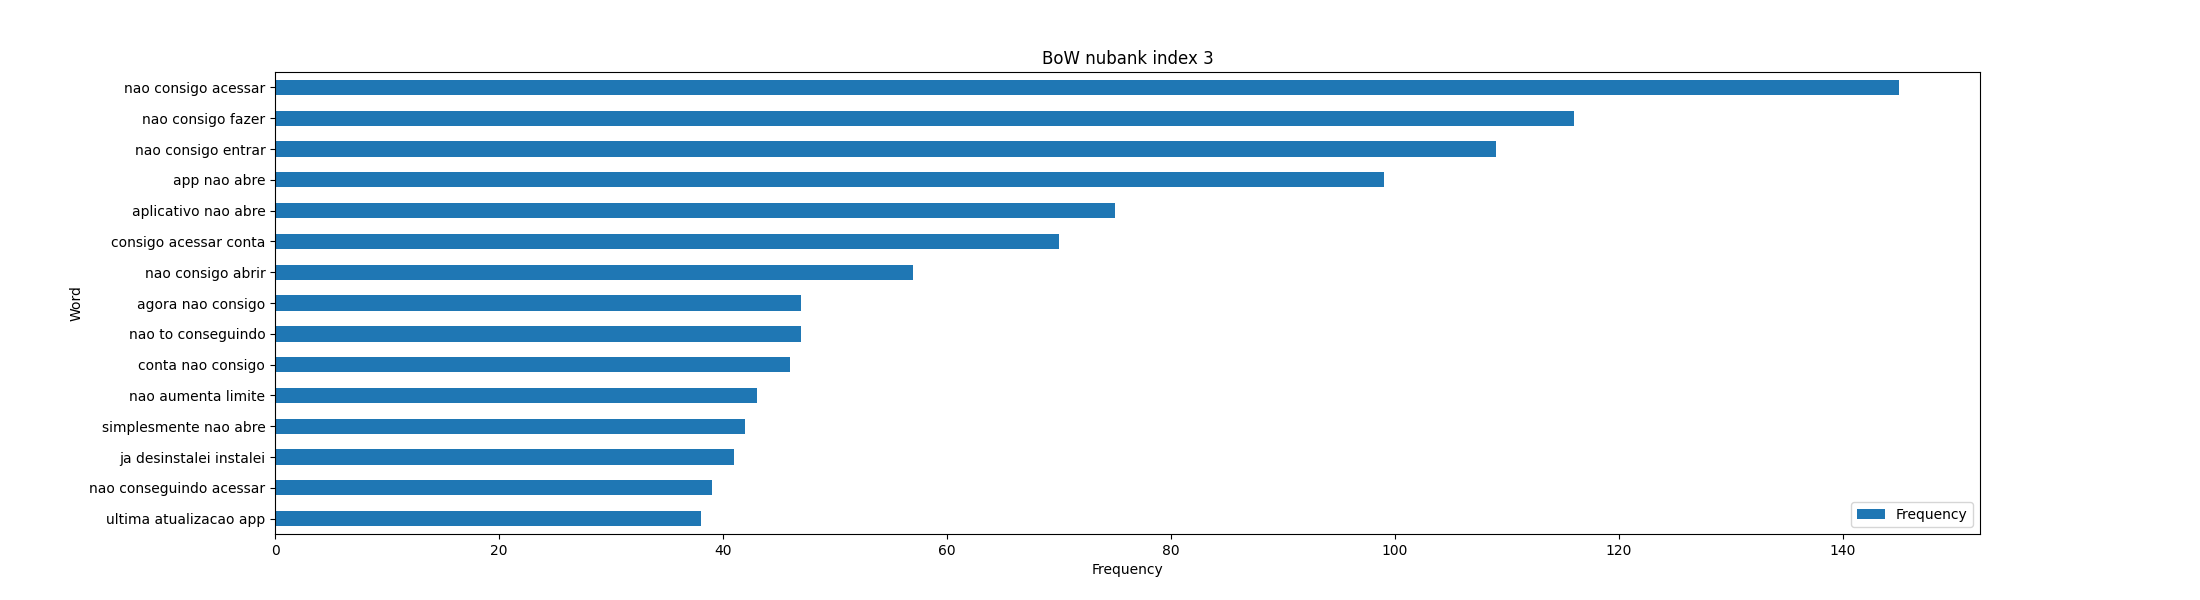 BoW nubank index 3
nao consigo acessar
nao consigo fazer
nao consigo entrar
app nao abre
aplicativo nao abre
consigo acessar conta
nao consigo abrir
agora nao consigo
nao to conseguindo
conta nao consigo
nao aumenta limite
simplesmente nao abre
ja desinstalei instalei
nao conseguindo acessar
ultima atualizacao app
Word
Frequency
0 20 40 60 80 100 120 140
Frequency